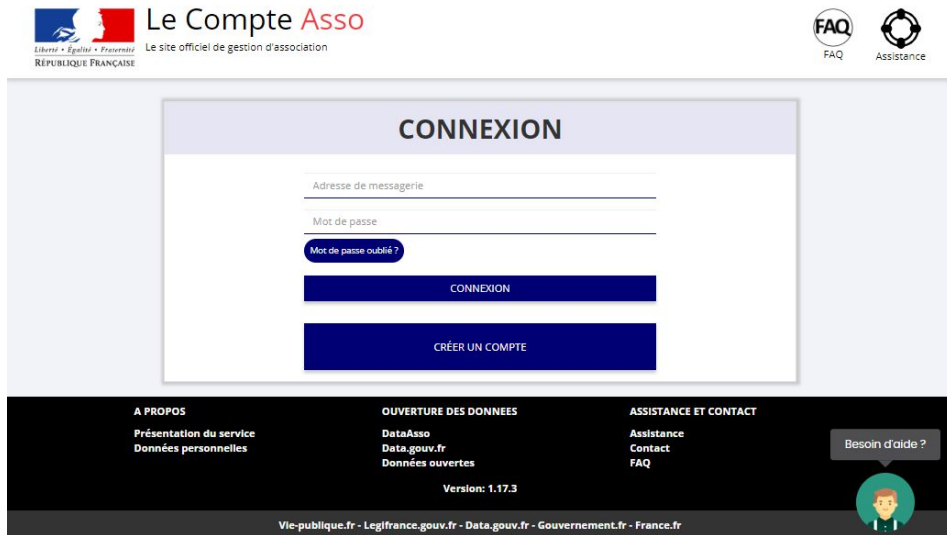 Le Compte Asso
Le site officiel de gestion d'association
Liberté • Égalité • Fraternité
RÉPUBLIQUE FRANÇAISE
FAQ
FAQ
Assistance
CONNEXION
Adresse de messagerie
Mot de passe
Mot de passe oublié ?
CONNEXION
CRÉER UN COMPTE
A PROPOS
Présentation du service
Données personnelles
OUVERTURE DES DONNEES
DataAsso
Data.gouv.fr
Données ouvertes
ASSISTANCE ET CONTACT
Assistance
Contact
FAQ
Besoin d'aide ?
Version: 1.17.3
Vie-publique.fr - Legifrance.gouv.fr - Data.gouv.fr - Gouvernement.fr - France.fr